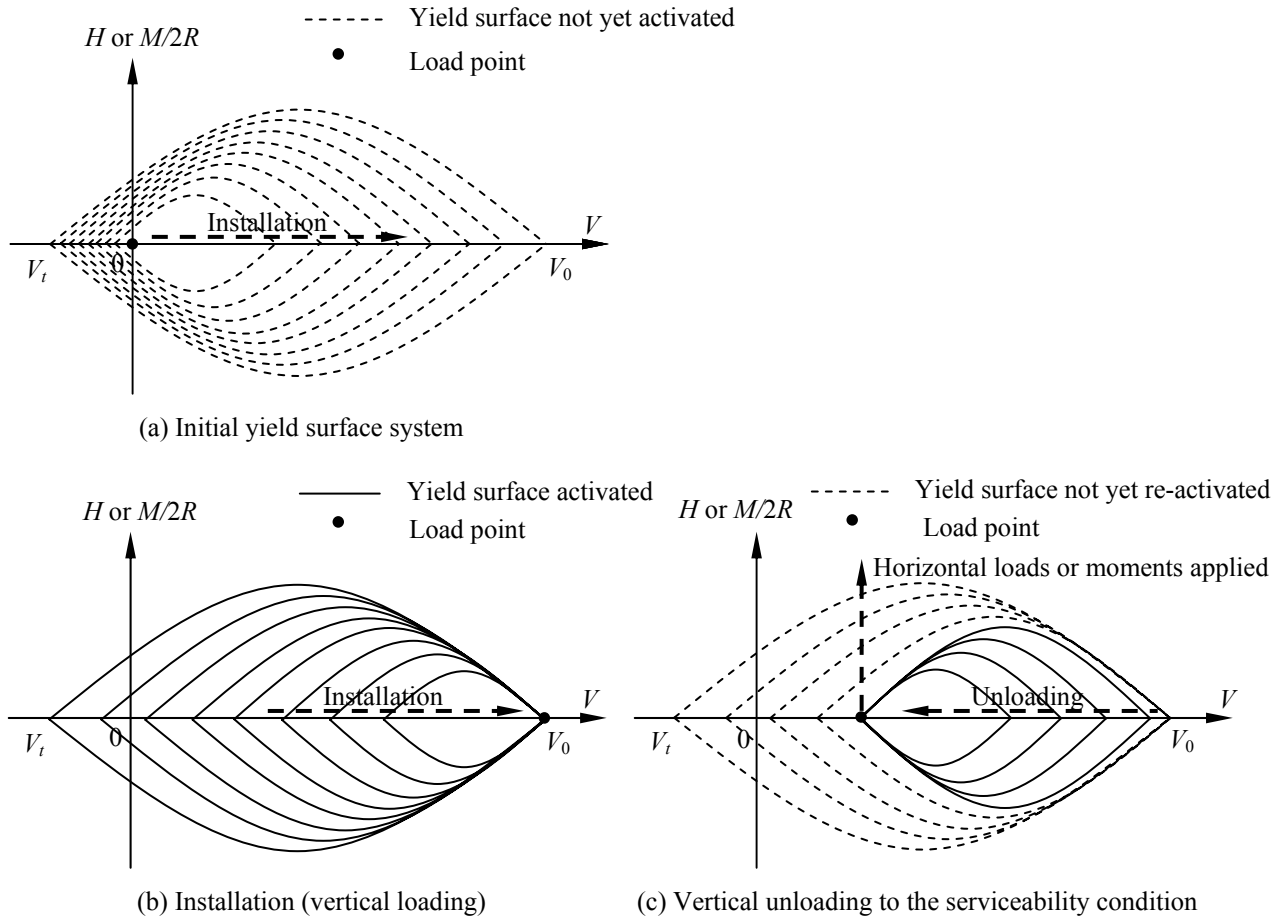 Yield surface not yet activated
H or M/2R
Load point
Installation
V
V_t
0
V_0
(a) Initial yield surface system
Yield surface activated
H or M/2R
Load point
Installation
V
V_t
0
V_0
(b) Installation (vertical loading)
Yield surface not yet re-activated
H or M/2R
Load point
Horizontal loads or moments applied
Unloading
V
V_t
0
V_0
(c) Vertical unloading to the serviceability condition